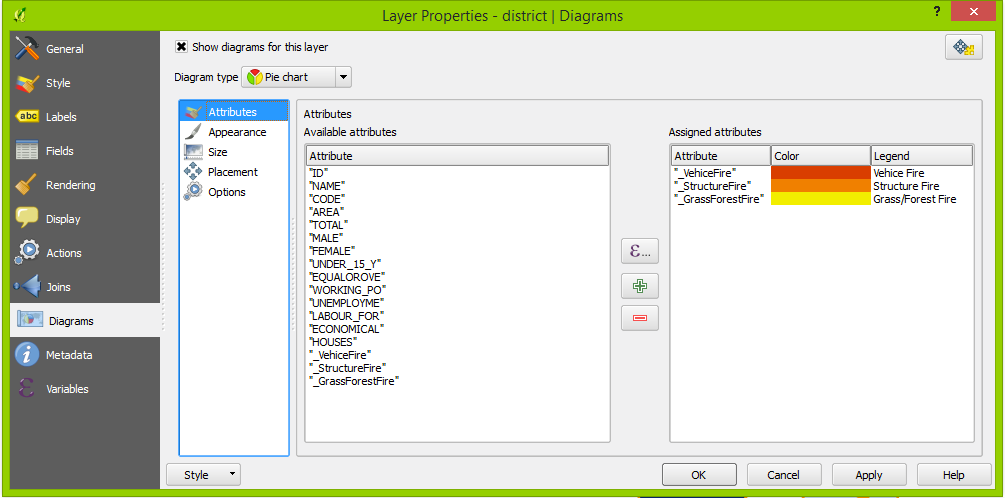 Layer Properties - district | Diagrams
?
x
General
Style
abc Labels
Fields
Rendering
Display
Actions
Joins
Diagrams
Metadata
Variables
Show diagrams for this layer
Diagram type Pie chart
Attributes
Appearance
Size
Placement
Options
Attributes
Available attributes
Attribute
"ID"
"NAME"
"CODE"
"AREA"
"TOTAL"
"MALE"
"FEMALE"
"UNDER_15_Y"
"EQUALOROVE"
"WORKING_PO"
"UNEMPLOYME"
"LABOUR_FOR"
"ECONOMICAL"
"HOUSES"
"_VehiceFire"
"_StructureFire"
"_GrassForestFire"
ε...
Assigned attributes
Attribute Color Legend
"_VehiceFire" Vehice Fire
"_StructureFire" Structure Fire
"_GrassForestFire" Grass/Forest Fire
Style
OK Cancel Apply Help